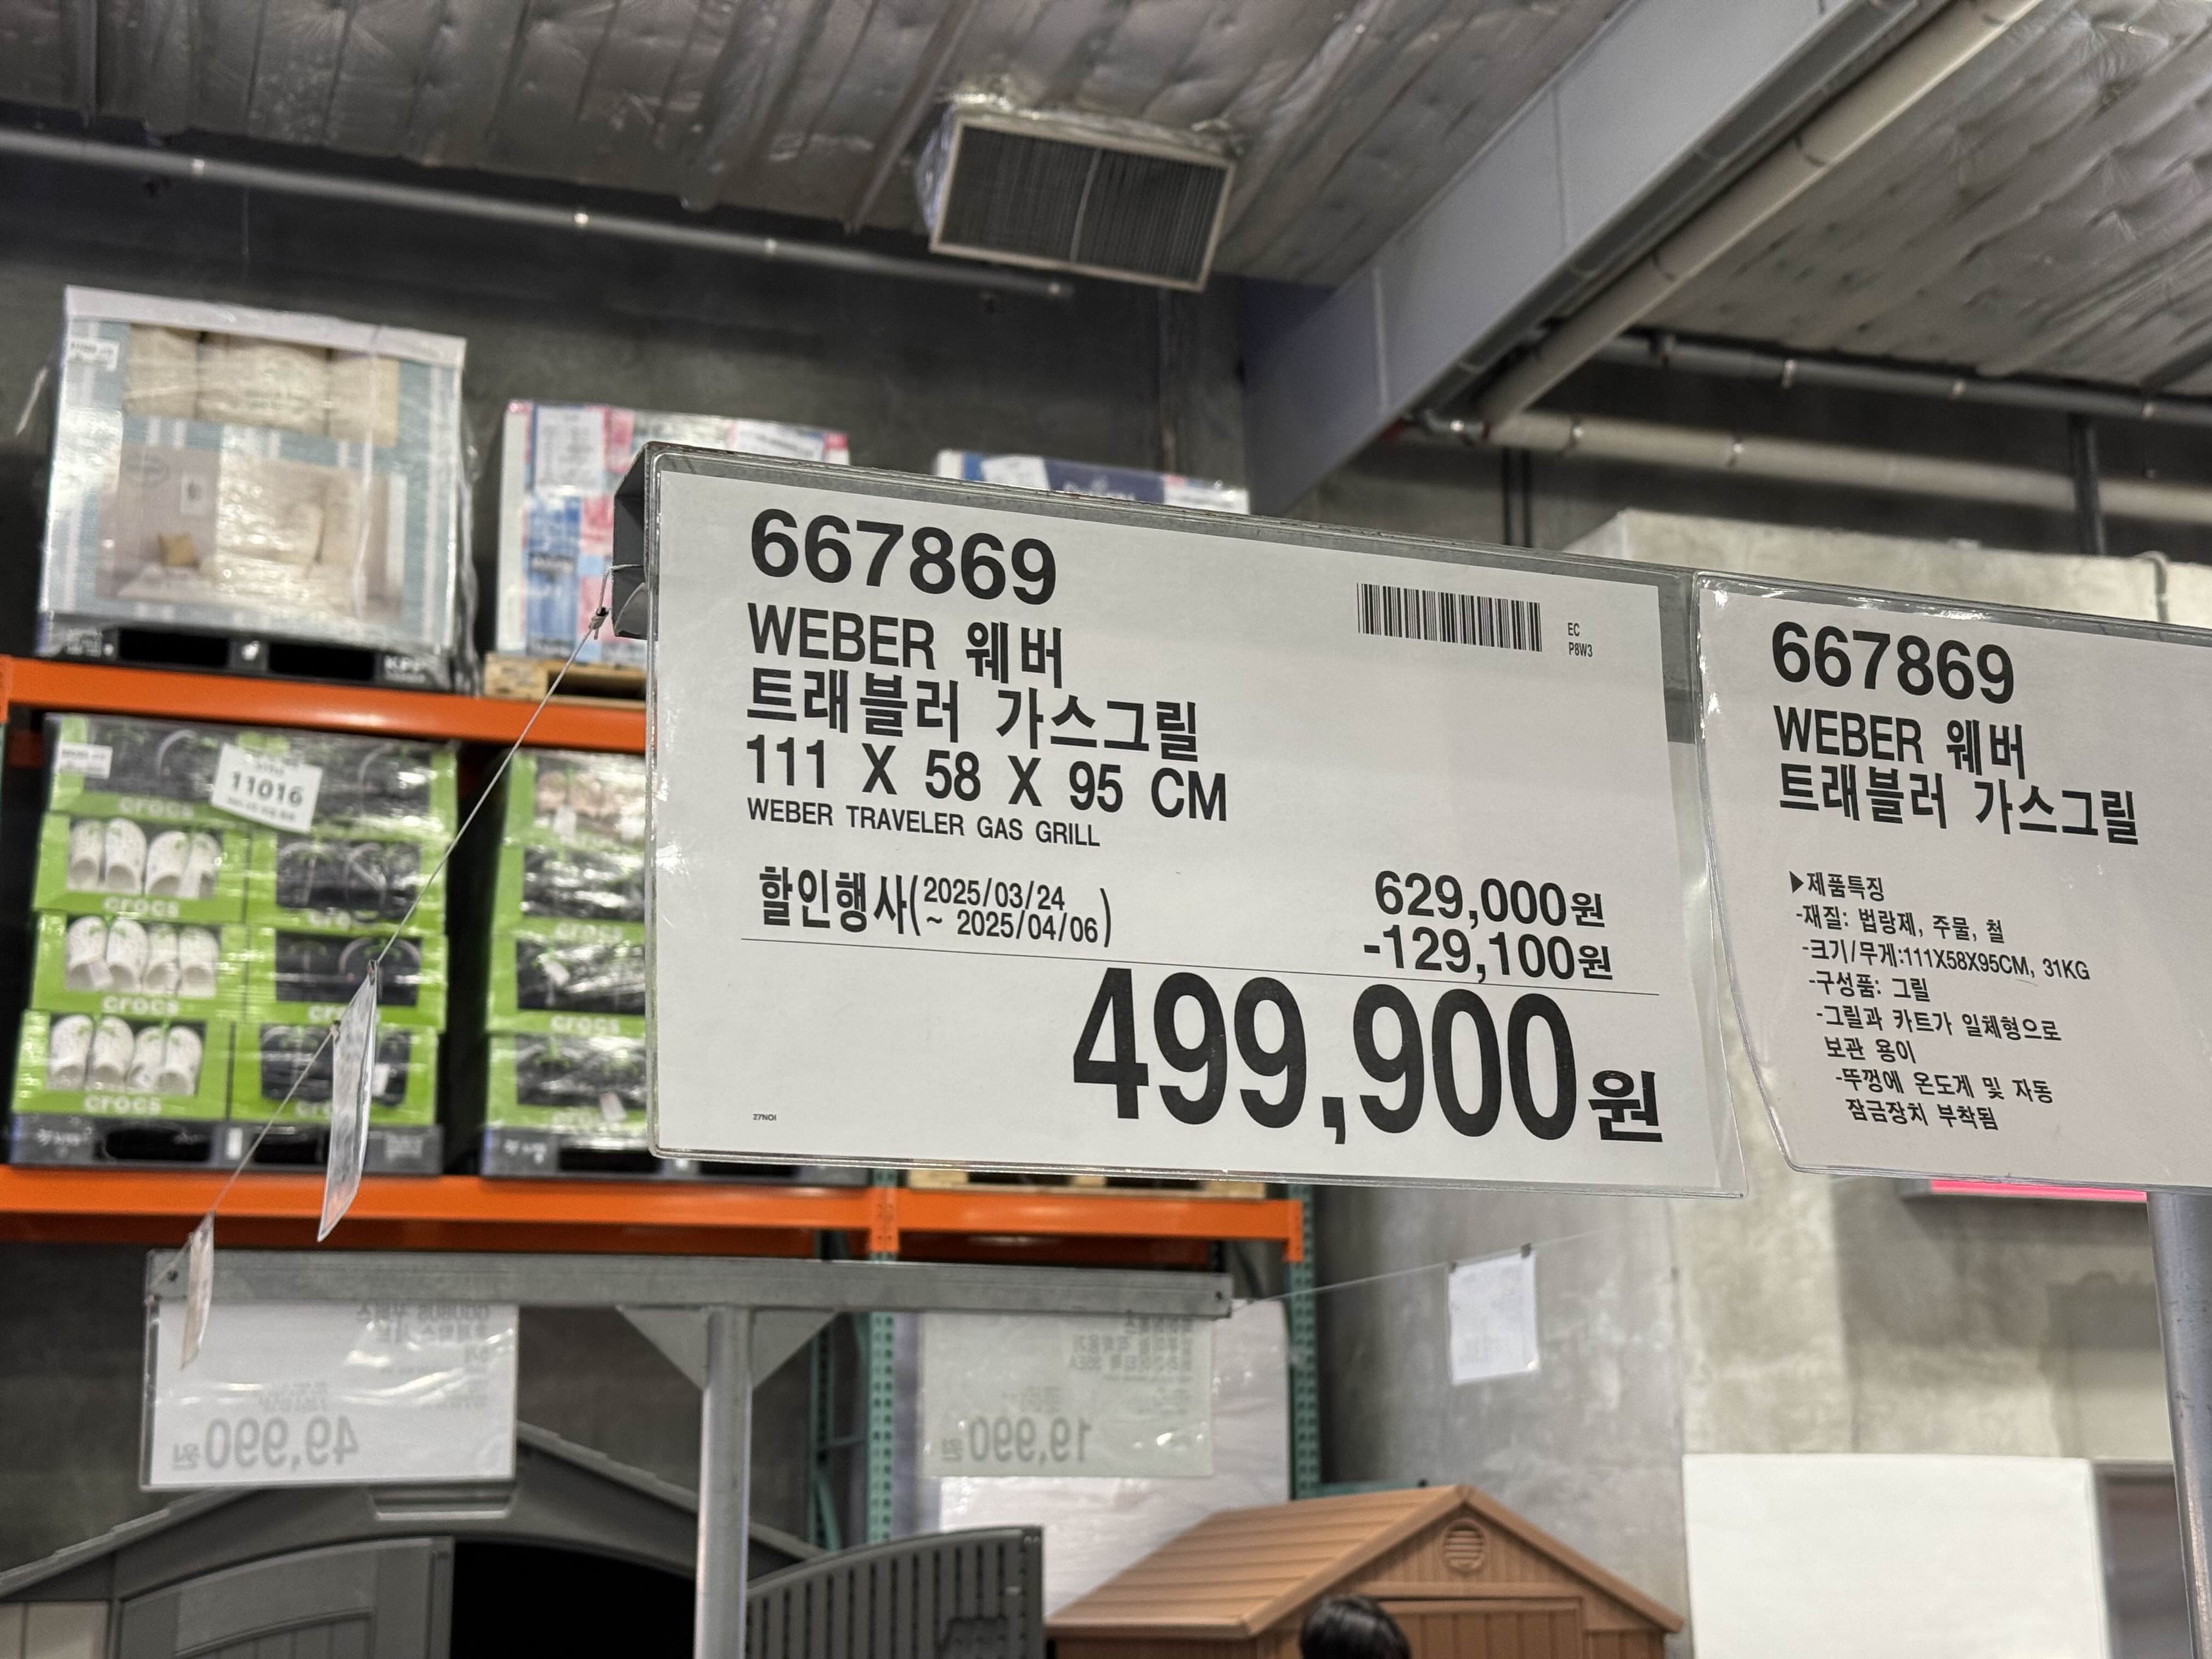 667869
WEBER 웨버
트래블러 가스그릴
111 X 58 X 95 CM
WEBER TRAVELER GAS GRILL
EC
P8W3
할인행사(2025/03/24
~ 2025/04/06)
629,000원
-129,100원
499,900원
27NOI
667869
WEBER 웨버
트래블러 가스그릴
▶제품특징
-재질: 법랑제, 주물, 철
-크기/무게:111X58X95CM, 31KG
-구성품: 그릴
-그릴과 카트가 일체형으로
보관 용이
-뚜껑에 온도계 및 자동
잠금장치 부착됨
11016
crocs
crocs
crocs
crocs
crocs
crocs
crocs
crocs
crocs
49,990원
19,990원